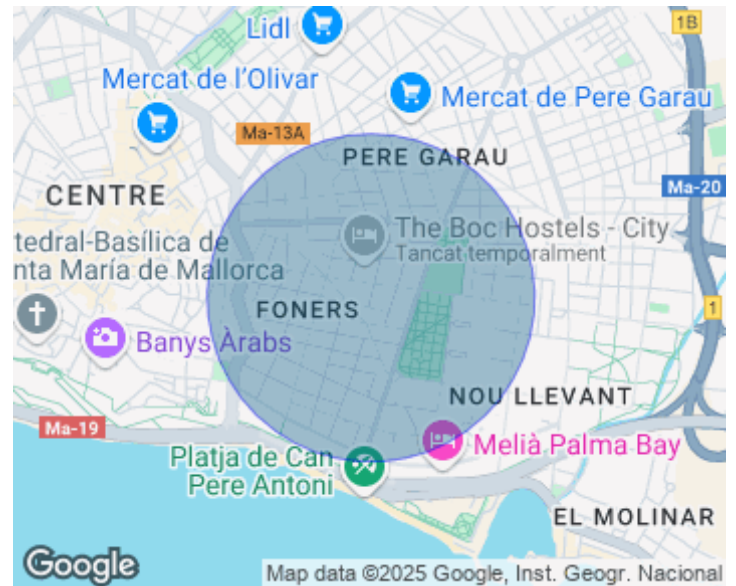 1B
Lidl
Mercat de l'Olivar
Mercat de Pere Garau
Ma-13A
PERE GARAU
Ma-20
CENTRE
tedral-Basílica de
nta María de Mallorca
The Boc Hostels - City
Tancat temporalment
FONERS
1
Banys Àrabs
NOU LLEVANT
Ma-19
Melià Palma Bay
Platja de Can
Pere Antoni
EL MOLINAR
Google
Map data ©2025 Google, Inst. Geogr. Nacional